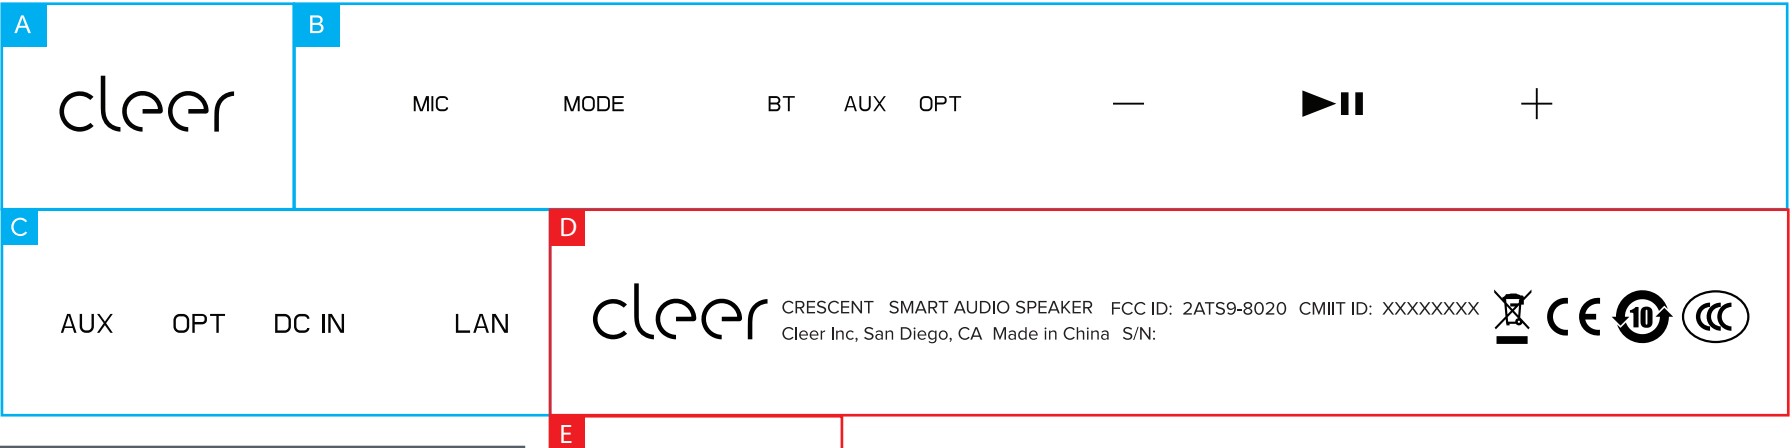 A
B
cleer
MIC MODE BT AUX OPT
C
D
AUX OPT DC IN LAN
cleer
CRESCENT SMART AUDIO SPEAKER FCC ID: 2ATS9-8020 CMIIT ID: XXXXXXXX
Cleer Inc, San Diego, CA Made in China S/N:
CE
10
CCC
E